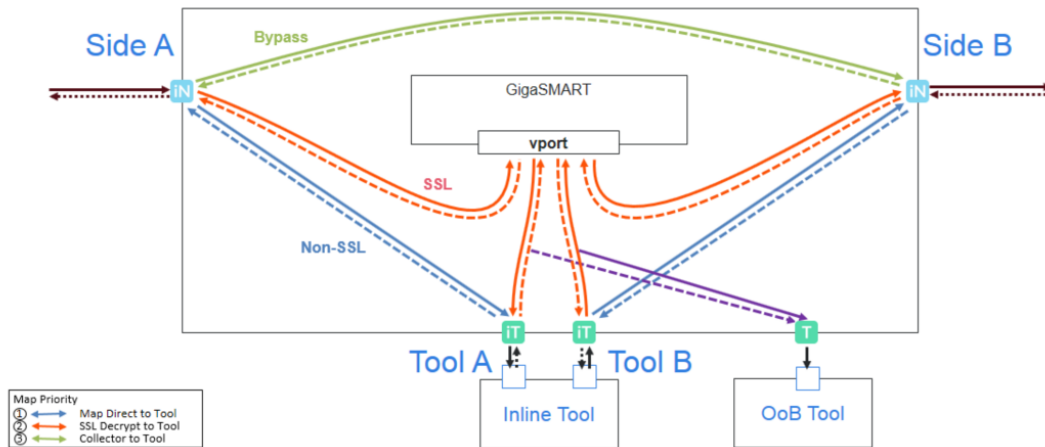 Side A
Bypass
Side B
iN
iN
GigaSMART
vport
SSL
Non-SSL
iT
iT
T
Tool A
Tool B
Inline Tool
OoB Tool
Map Priority
① Map Direct to Tool
② SSL Decrypt to Tool
③ Collector to Tool